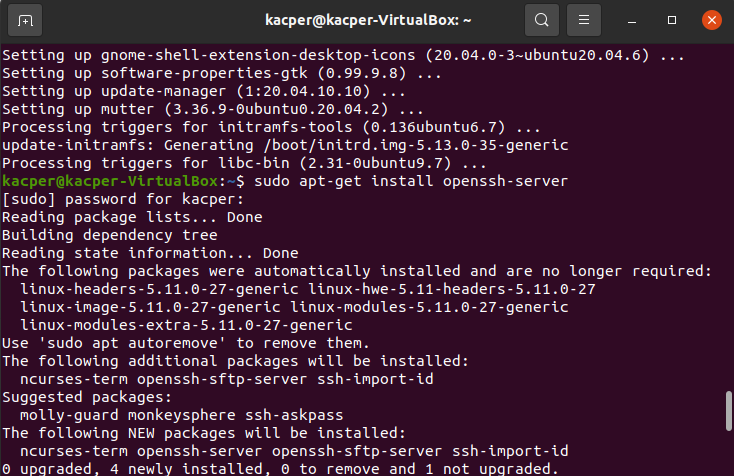 kacper@kacper-VirtualBox: ~
Setting up gnome-shell-extension-desktop-icons (20.04.0-3~ubuntu20.04.6) ...
Setting up software-properties-gtk (0.99.9.8) ...
Setting up update-manager (1:20.04.10.10) ...
Setting up mutter (3.36.9-0ubuntu0.20.04.2) ...
Processing triggers for initramfs-tools (0.136ubuntu6.7) ...
update-initramfs: Generating /boot/initrd.img-5.13.0-35-generic
Processing triggers for libc-bin (2.31-0ubuntu9.7) ...
kacper@kacper-VirtualBox:~$ sudo apt-get install openssh-server
[sudo] password for kacper:
Reading package lists... Done
Building dependency tree
Reading state information... Done
The following packages were automatically installed and are no longer required:
  linux-headers-5.11.0-27-generic linux-hwe-5.11-headers-5.11.0-27
  linux-image-5.11.0-27-generic linux-modules-5.11.0-27-generic
  linux-modules-extra-5.11.0-27-generic
Use 'sudo apt autoremove' to remove them.
The following additional packages will be installed:
  ncurses-term openssh-sftp-server ssh-import-id
Suggested packages:
  molly-guard monkeysphere ssh-askpass
The following NEW packages will be installed:
  ncurses-term openssh-server openssh-sftp-server ssh-import-id
0 upgraded, 4 newly installed, 0 to remove and 1 not upgraded.